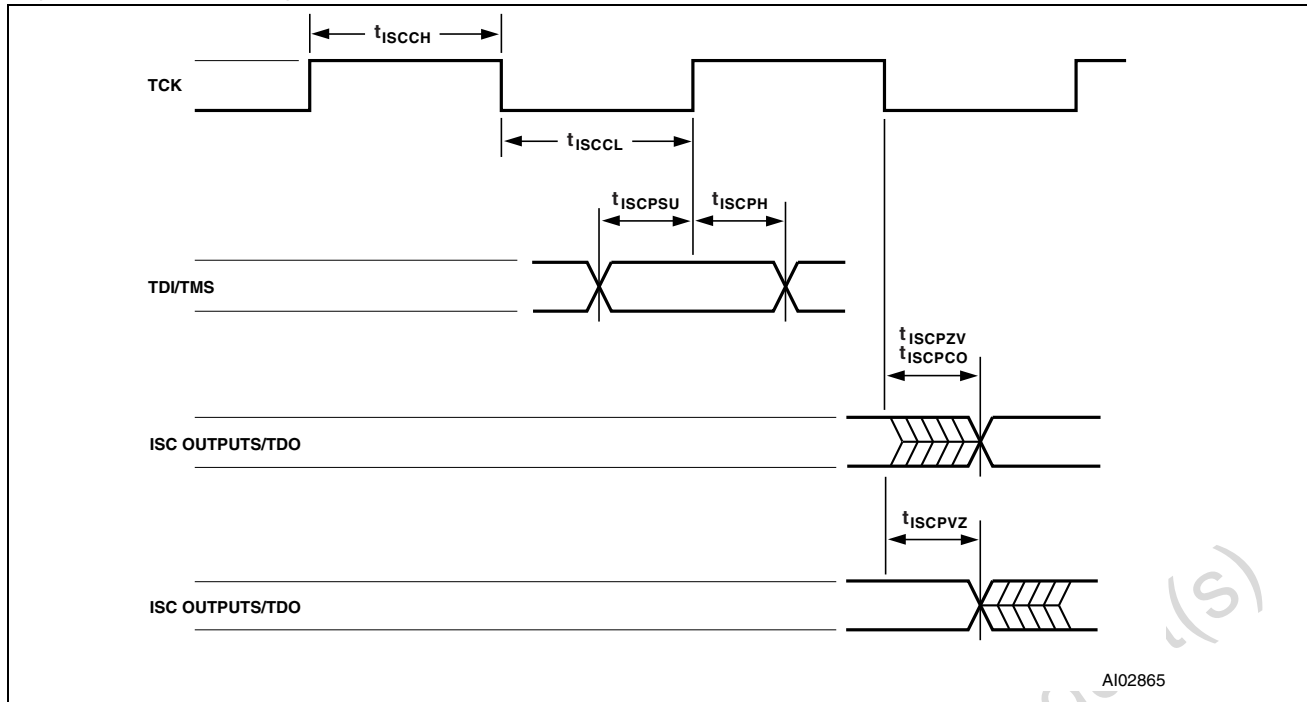 tISCCH
TCK
tISCCL
tISCPSU
tISCPH
TDI/TMS
tISCPZV
tISCPCO
ISC OUTPUTS/TDO
tISCPVZ
ISC OUTPUTS/TDO
AI02865